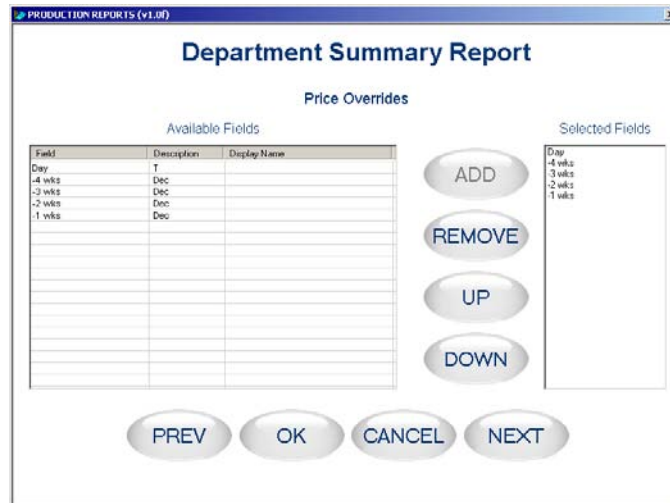 PRODUCTION REPORTS (v1.0f)
Department Summary Report
Price Overrides
Available Fields
Selected Fields
Field Description Display Name
Day T
-4 wks Dec
-3 wks Dec
-2 wks Dec
-1 wks Dec
Day
-4 wks
-3 wks
-2 wks
-1 wks
ADD
REMOVE
UP
DOWN
PREV OK CANCEL NEXT